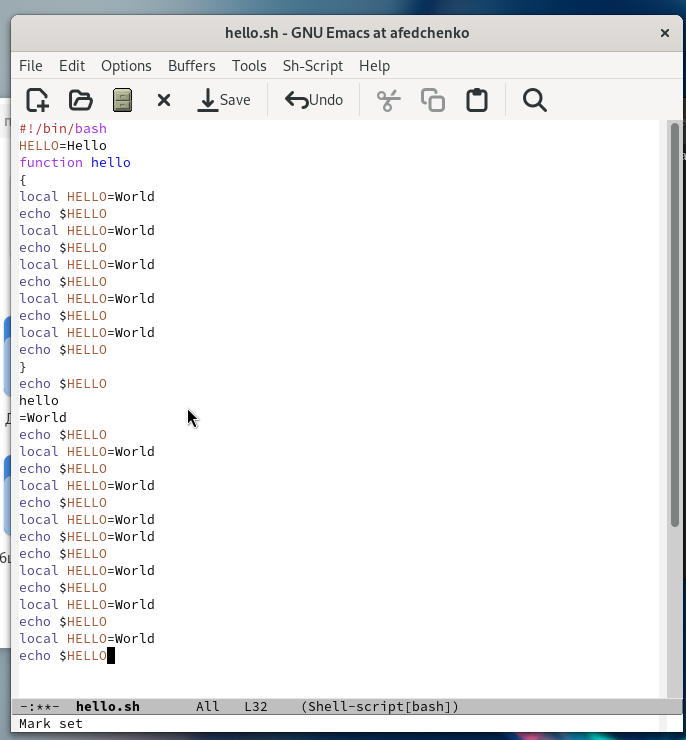 hello.sh - GNU Emacs at afedchenko
File Edit Options Buffers Tools Sh-Script Help
Save Undo
#!/bin/bash
HELLO=Hello
function hello
{
local HELLO=World
echo $HELLO
local HELLO=World
echo $HELLO
local HELLO=World
echo $HELLO
local HELLO=World
echo $HELLO
local HELLO=World
echo $HELLO
}
echo $HELLO
hello
=World
echo $HELLO
local HELLO=World
echo $HELLO
local HELLO=World
echo $HELLO
local HELLO=World
echo $HELLO=World
echo $HELLO
local HELLO=World
echo $HELLO
local HELLO=World
echo $HELLO
local HELLO=World
echo $HELLO
-:**- hello.sh All L32 (Shell-script[bash])
Mark set